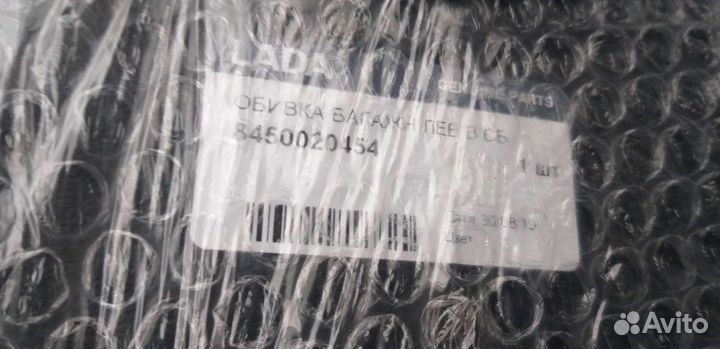 LADA
GENUINE PARTS
ОБИВКА БАГАЖН ЛЕВ В СБ
8450020454
1 шт
Дата 30.08.19
Цвет
Avito